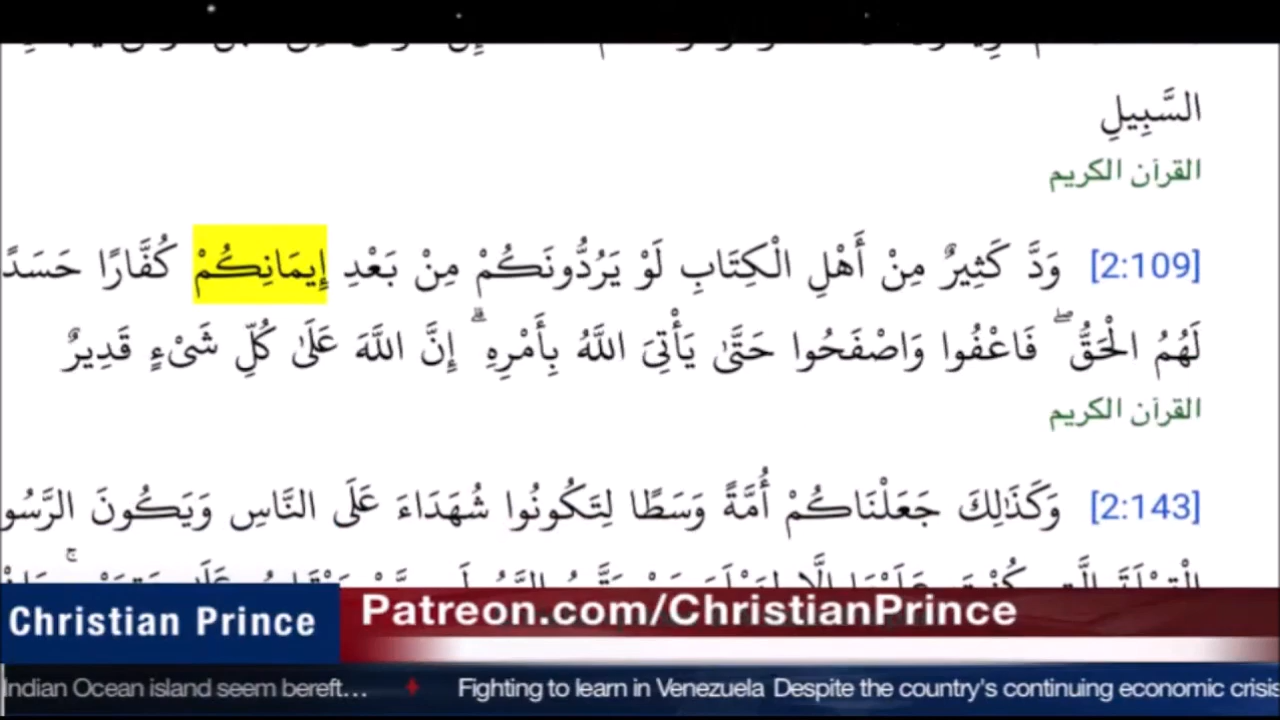 السَّبِيلِ
القرآن الكريم
[2:109] وَدَّ كَثِيرٌ مِنْ أَهْلِ الْكِتَابِ لَوْ يَرُدُّونَكُمْ مِنْ بَعْدِ إِيمَانِكُمْ كُفَّارًا حَسَدً
لَهُمُ الْحَقُّ ۖ فَاعْفُوا وَاصْفَحُوا حَتَّىٰ يَأْتِىَ اللَّهُ بِأَمْرِهِ ۗ إِنَّ اللَّهَ عَلَىٰ كُلِّ شَىْءٍ قَدِيرٌ
القرآن الكريم
[2:143] وَكَذَٰلِكَ جَعَلْنَاكُمْ أُمَّةً وَسَطًا لِتَكُونُوا شُهَدَاءَ عَلَى النَّاسِ وَيَكُونَ الرَّسُو
Christian Prince
Patreon.com/ChristianPrince
Indian Ocean island seem bereft... Fighting to learn in Venezuela Despite the country's continuing economic crisis